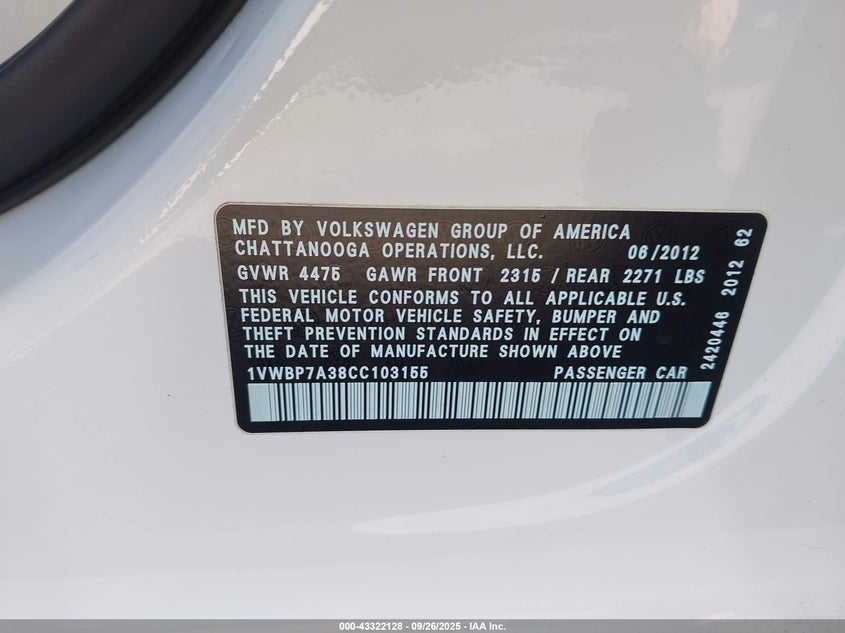 MFD BY VOLKSWAGEN GROUP OF AMERICA
CHATTANOOGA OPERATIONS, LLC. 06/2012
GVWR 4475 GAWR FRONT 2315 / REAR 2271 LBS
THIS VEHICLE CONFORMS TO ALL APPLICABLE U.S.
FEDERAL MOTOR VEHICLE SAFETY, BUMPER AND
THEFT PREVENTION STANDARDS IN EFFECT ON
THE DATE OF MANUFACTURE SHOWN ABOVE
1VWBP7A38CC103155 PASSENGER CAR
2420446 2012 62
000-43322128 - 09/26/2025 - IAA Inc.